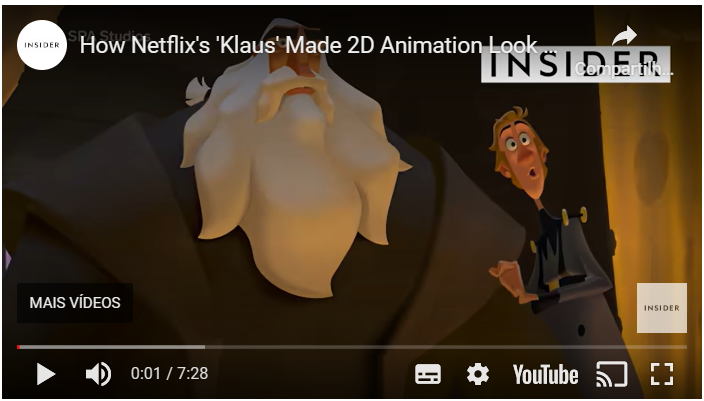 SPA Studios
INSIDER
How Netflix's 'Klaus' Made 2D Animation Look ...
INSIDER
Compartilh...
MAIS VÍDEOS
INSIDER
0:01 / 7:28
YouTube